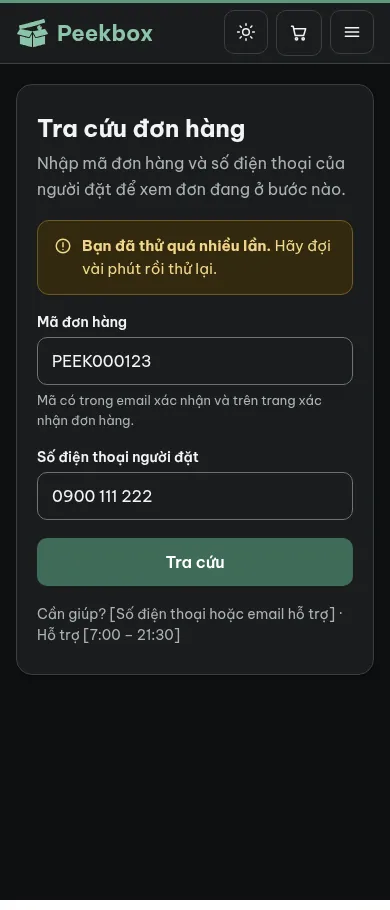 Peekbox
Tra cứu đơn hàng
Nhập mã đơn hàng và số điện thoại của
người đặt để xem đơn đang ở bước nào.
Bạn đã thử quá nhiều lần. Hãy đợi
vài phút rồi thử lại.
Mã đơn hàng
PEEK000123
Mã có trong email xác nhận và trên trang xác
nhận đơn hàng.
Số điện thoại người đặt
0900 111 222
Tra cứu
Cần giúp? [Số điện thoại hoặc email hỗ trợ] ·
Hỗ trợ [7:00 – 21:30]